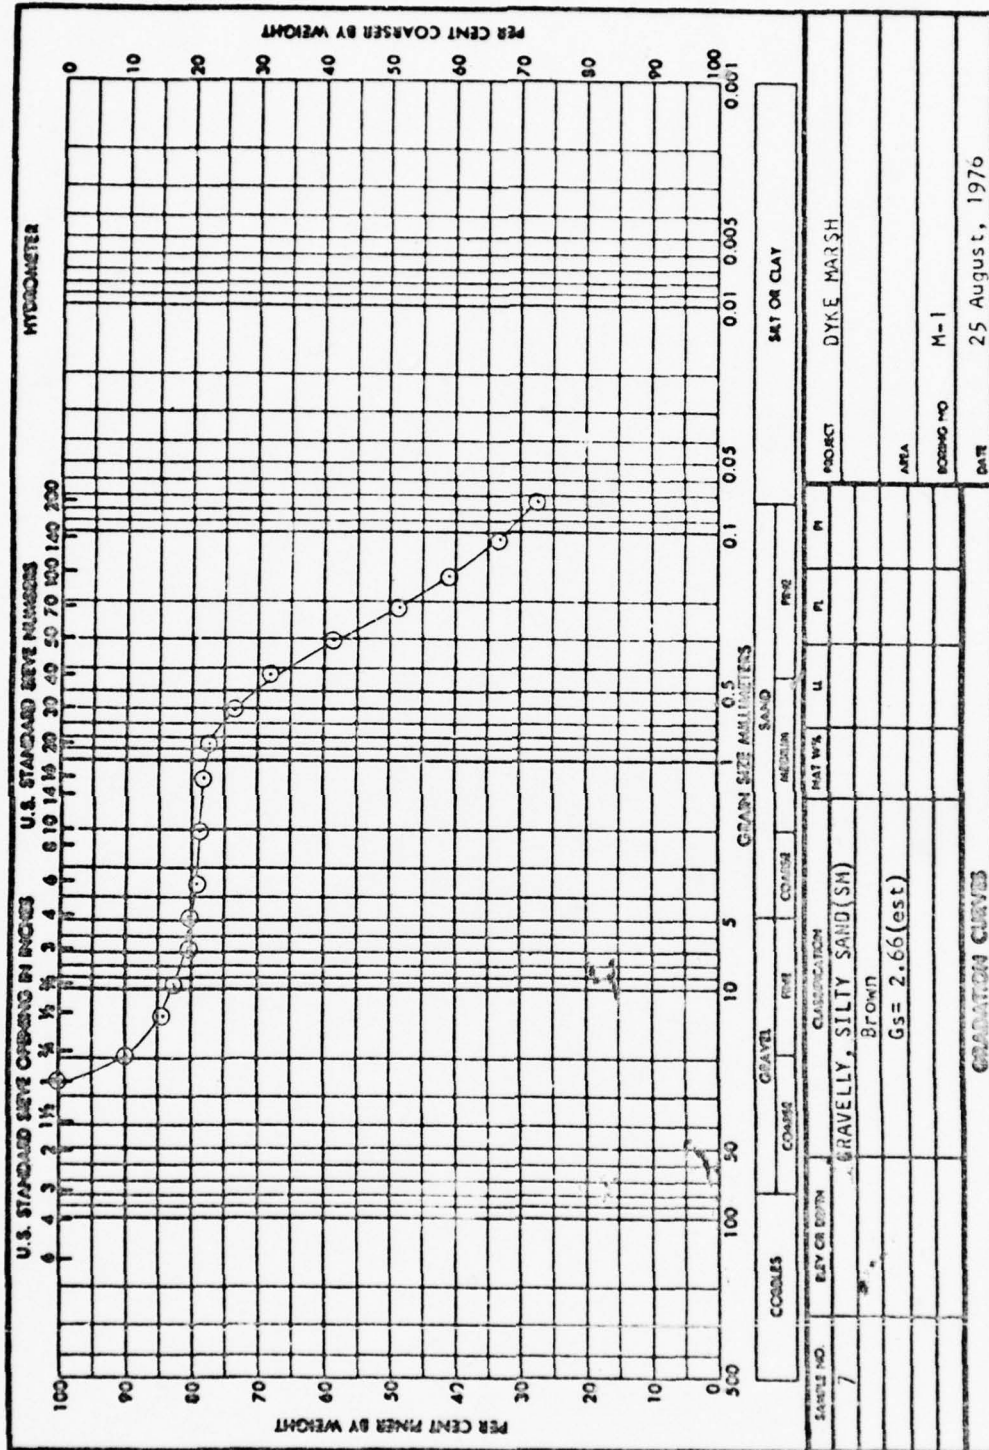 U.S. STANDARD SIEVE OPENING IN INCHES U.S. STANDARD SIEVE NUMBERS HYDROMETER
6 4 3 2 1½ 1 ¾ ½ ⅜ 3 4 6 8 10 14 16 20 30 40 50 70 100 140 200
PER CENT FINER BY WEIGHT
100
90
80
70
60
50
40
30
20
10
0
PER CENT COARSER BY WEIGHT
0
10
20
30
40
50
60
70
80
90
100
500 100 50 10 5 1 0.5 0.1 0.05 0.01 0.005 0.001
GRAIN SIZE MILLIMETERS
COBBLES GRAVEL SAND SILT OR CLAY
COARSE FINE COARSE MEDIUM FINE
SAMPLE NO. ELEV OR DEPTH CLASSIFICATION NAT W% LL PL PI
7 GRAVELLY, SILTY SAND(SM)
Brown
Gs= 2.66(est)
PROJECT DYKE MARSH
AREA
BORING NO M-1
DATE 25 August, 1976
GRADATION CURVES